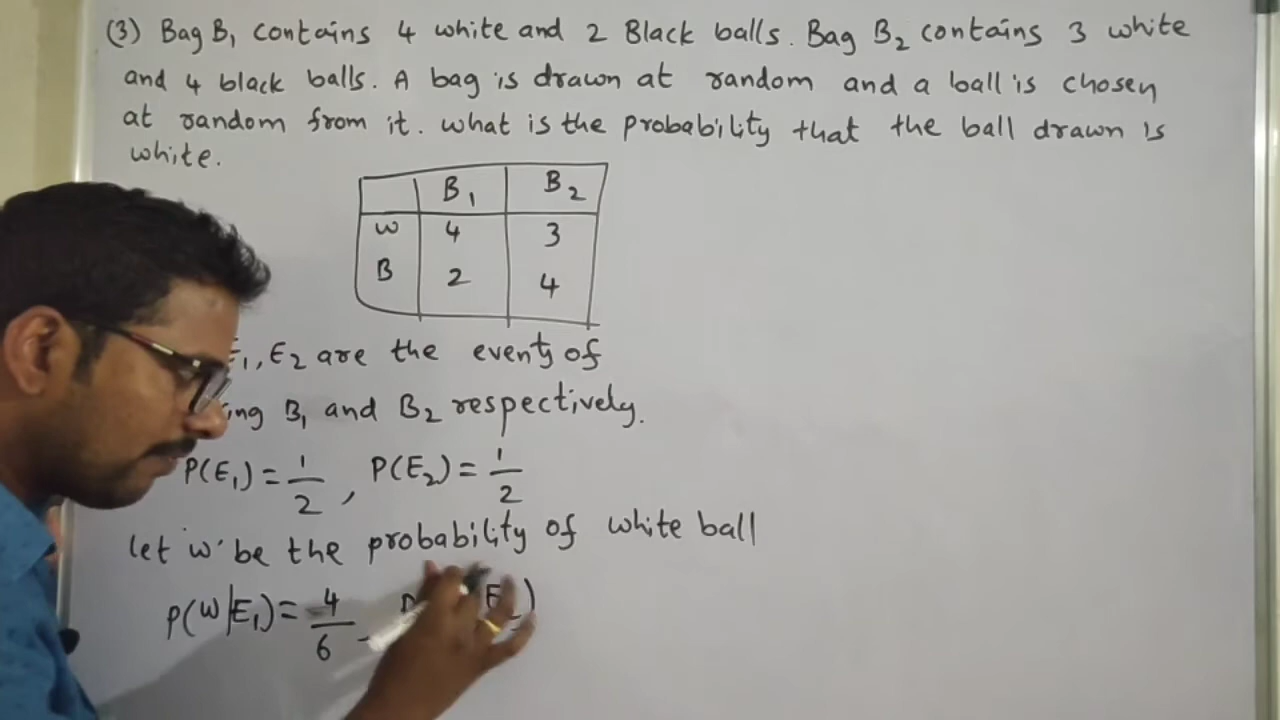 (3) Bag B₁ contains 4 white and 2 Black balls. Bag B₂ contains 3 white
and 4 black balls. A bag is drawn at random and a ball is chosen
at random from it. what is the probability that the ball drawn is
white.
B₁ B₂
W 4 3
B 2 4
E₁, E₂ are the events of
B₁ and B₂ respectively.
P(E₁) = 1/2, P(E₂) = 1/2
let 'w' be the probability of white ball
P(W|E₁) = 4/6,